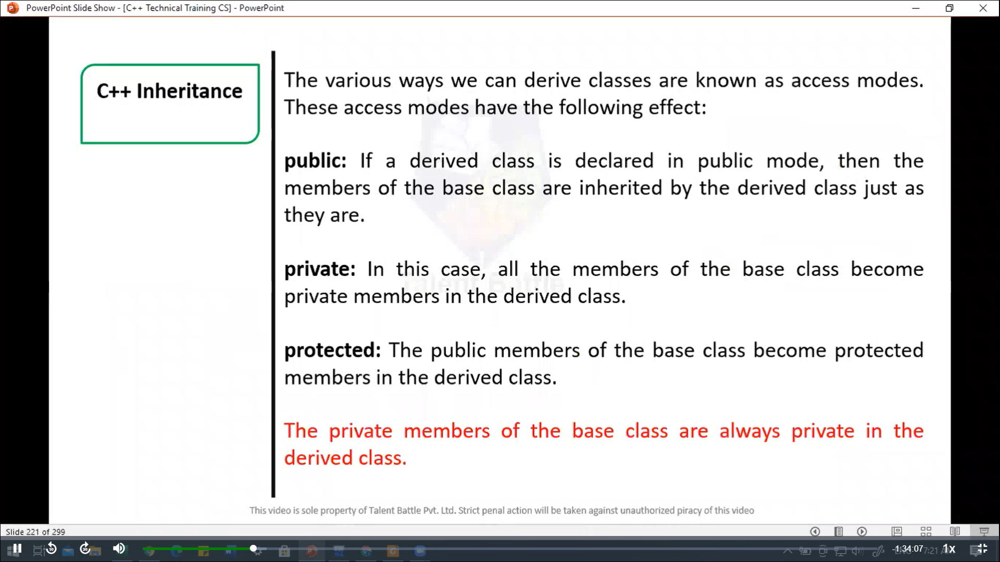 PowerPoint Slide Show - [C++ Technical Training CS] - PowerPoint
C++ Inheritance
The various ways we can derive classes are known as access modes.
These access modes have the following effect:
public: If a derived class is declared in public mode, then the
members of the base class are inherited by the derived class just as
they are.
private: In this case, all the members of the base class become
private members in the derived class.
protected: The public members of the base class become protected
members in the derived class.
The private members of the base class are always private in the
derived class.
Talent Battle
This video is sole property of Talent Battle Pvt. Ltd. Strict penal action will be taken against unauthorized piracy of this video
Slide 221 of 299
10
30
-1:34:07
7:21
1x